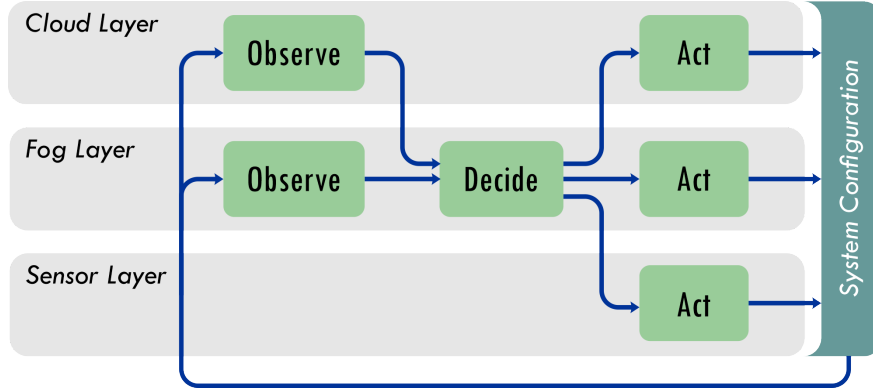 Cloud Layer
Observe
Act
Fog Layer
Observe
Decide
Act
Sensor Layer
Act
System Configuration